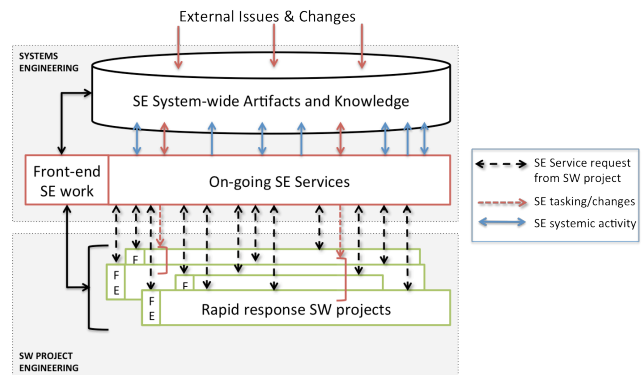 External Issues & Changes
SYSTEMS
ENGINEERING
SE System-wide Artifacts and Knowledge
Front-end
SE work
On-going SE Services
SE Service request
from SW project
SE tasking/changes
SE systemic activity
F
F
E
F
F
E
Rapid response SW projects
SW PROJECT
ENGINEERING